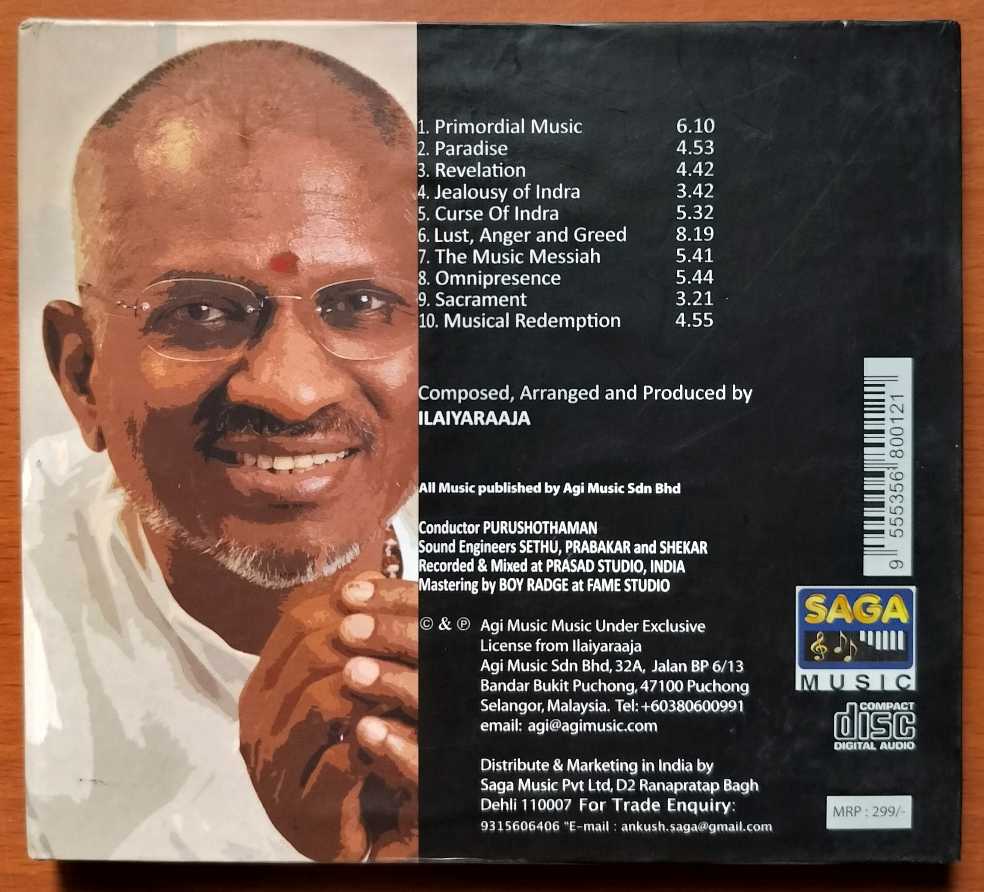 1. Primordial Music 6.10
2. Paradise 4.53
3. Revelation 4.42
4. Jealousy of Indra 3.42
5. Curse Of Indra 5.32
6. Lust, Anger and Greed 8.19
7. The Music Messiah 5.41
8. Omnipresence 5.44
9. Sacrament 3.21
10. Musical Redemption 4.55
Composed, Arranged and Produced by
ILAIYARAAJA
All Music published by Agi Music Sdn Bhd
Conductor PURUSHOTHAMAN
Sound Engineers SETHU, PRABAKAR and SHEKAR
Recorded & Mixed at PRASAD STUDIO, INDIA
Mastering by BOY RADGE at FAME STUDIO
© & ℗ Agi Music Music Under Exclusive
License from Ilaiyaraaja
Agi Music Sdn Bhd, 32A, Jalan BP 6/13
Bandar Bukit Puchong, 47100 Puchong
Selangor, Malaysia. Tel: +60380600991
email: agi@agimusic.com
Distribute & Marketing in India by
Saga Music Pvt Ltd, D2 Ranapratap Bagh
Dehli 110007 For Trade Enquiry:
9315606406 "E-mail : ankush.saga@gmail.com
9 555356 800121
SAGA
MUSIC
COMPACT
disc
DIGITAL AUDIO
MRP : 299/-